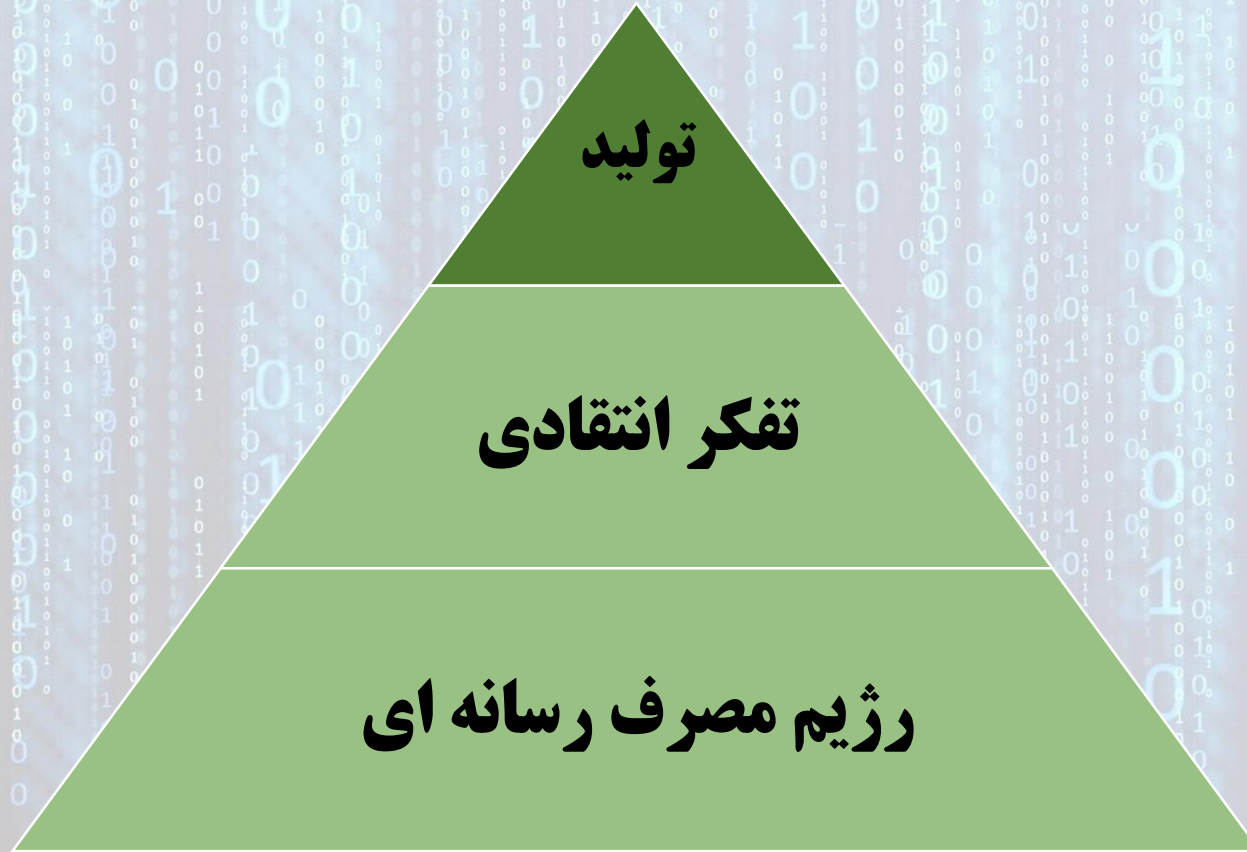 تولید
تفکر انتقادی
رژیم مصرف رسانه ای